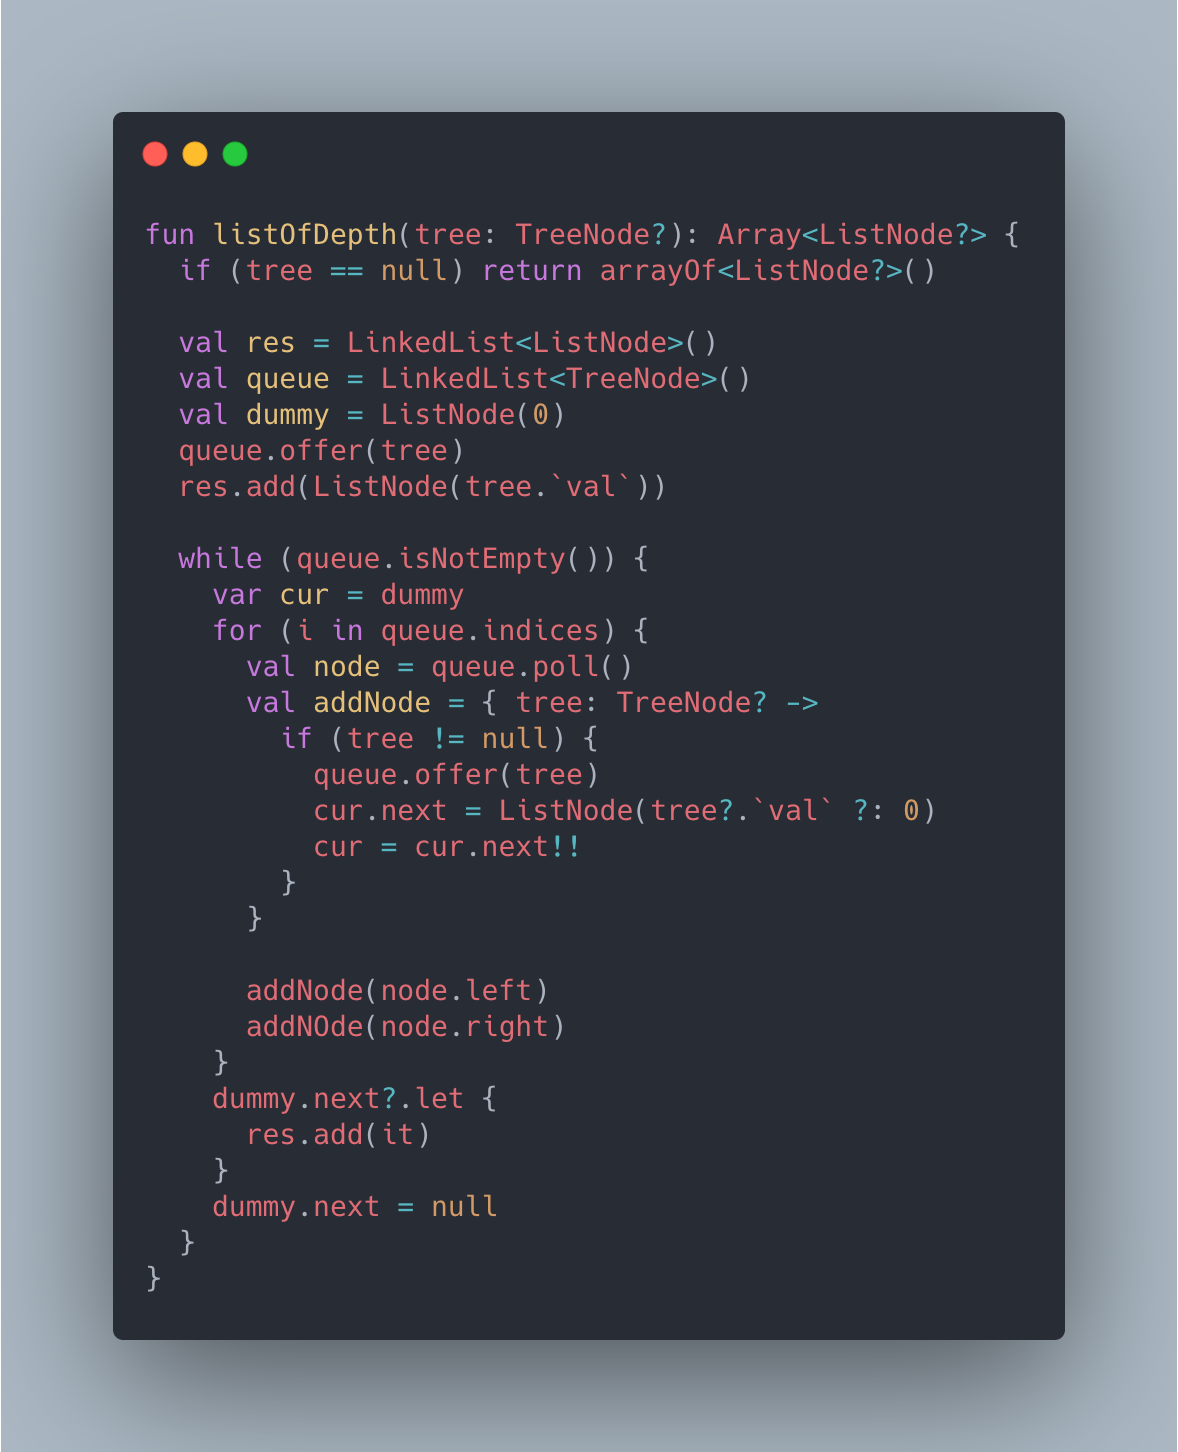 fun listOfDepth(tree: TreeNode?): Array<ListNode?> {
  if (tree == null) return arrayOf<ListNode?>()

  val res = LinkedList<ListNode>()
  val queue = LinkedList<TreeNode>()
  val dummy = ListNode(0)
  queue.offer(tree)
  res.add(ListNode(tree.`val`))

  while (queue.isNotEmpty()) {
    var cur = dummy
    for (i in queue.indices) {
      val node = queue.poll()
      val addNode = { tree: TreeNode? ->
        if (tree != null) {
          queue.offer(tree)
          cur.next = ListNode(tree?.`val` ?: 0)
          cur = cur.next!!
        }
      }

      addNode(node.left)
      addNOde(node.right)
    }
    dummy.next?.let {
      res.add(it)
    }
    dummy.next = null
  }
}